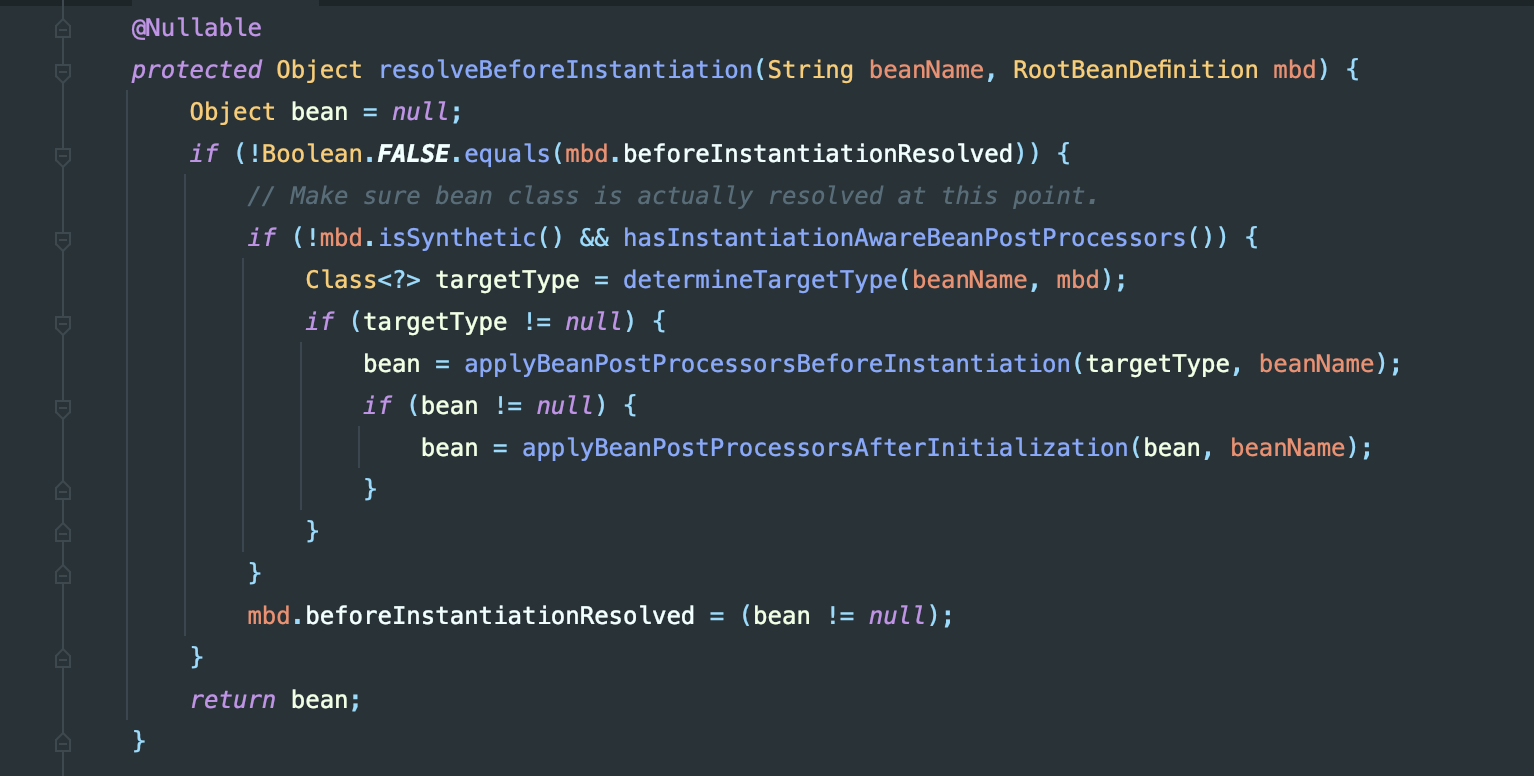 @Nullable
protected Object resolveBeforeInstantiation(String beanName, RootBeanDefinition mbd) {
Object bean = null;
if (!Boolean.FALSE.equals(mbd.beforeInstantiationResolved)) {
// Make sure bean class is actually resolved at this point.
if (!mbd.isSynthetic() && hasInstantiationAwareBeanPostProcessors()) {
Class<?> targetType = determineTargetType(beanName, mbd);
if (targetType != null) {
bean = applyBeanPostProcessorsBeforeInstantiation(targetType, beanName);
if (bean != null) {
bean = applyBeanPostProcessorsAfterInitialization(bean, beanName);
}
}
}
mbd.beforeInstantiationResolved = (bean != null);
}
return bean;
}